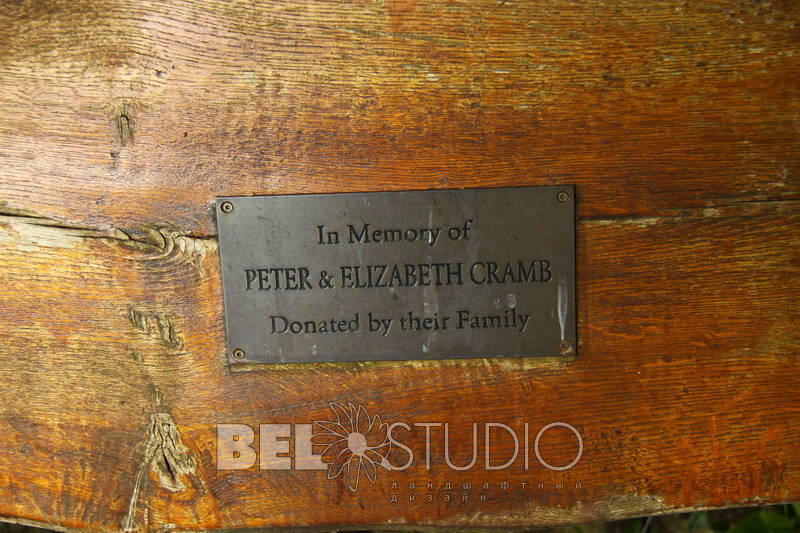 In Memory of
PETER & ELIZABETH CRAMB
Donated by their Family
BEL STUDIO
ландшафтный
дизайн